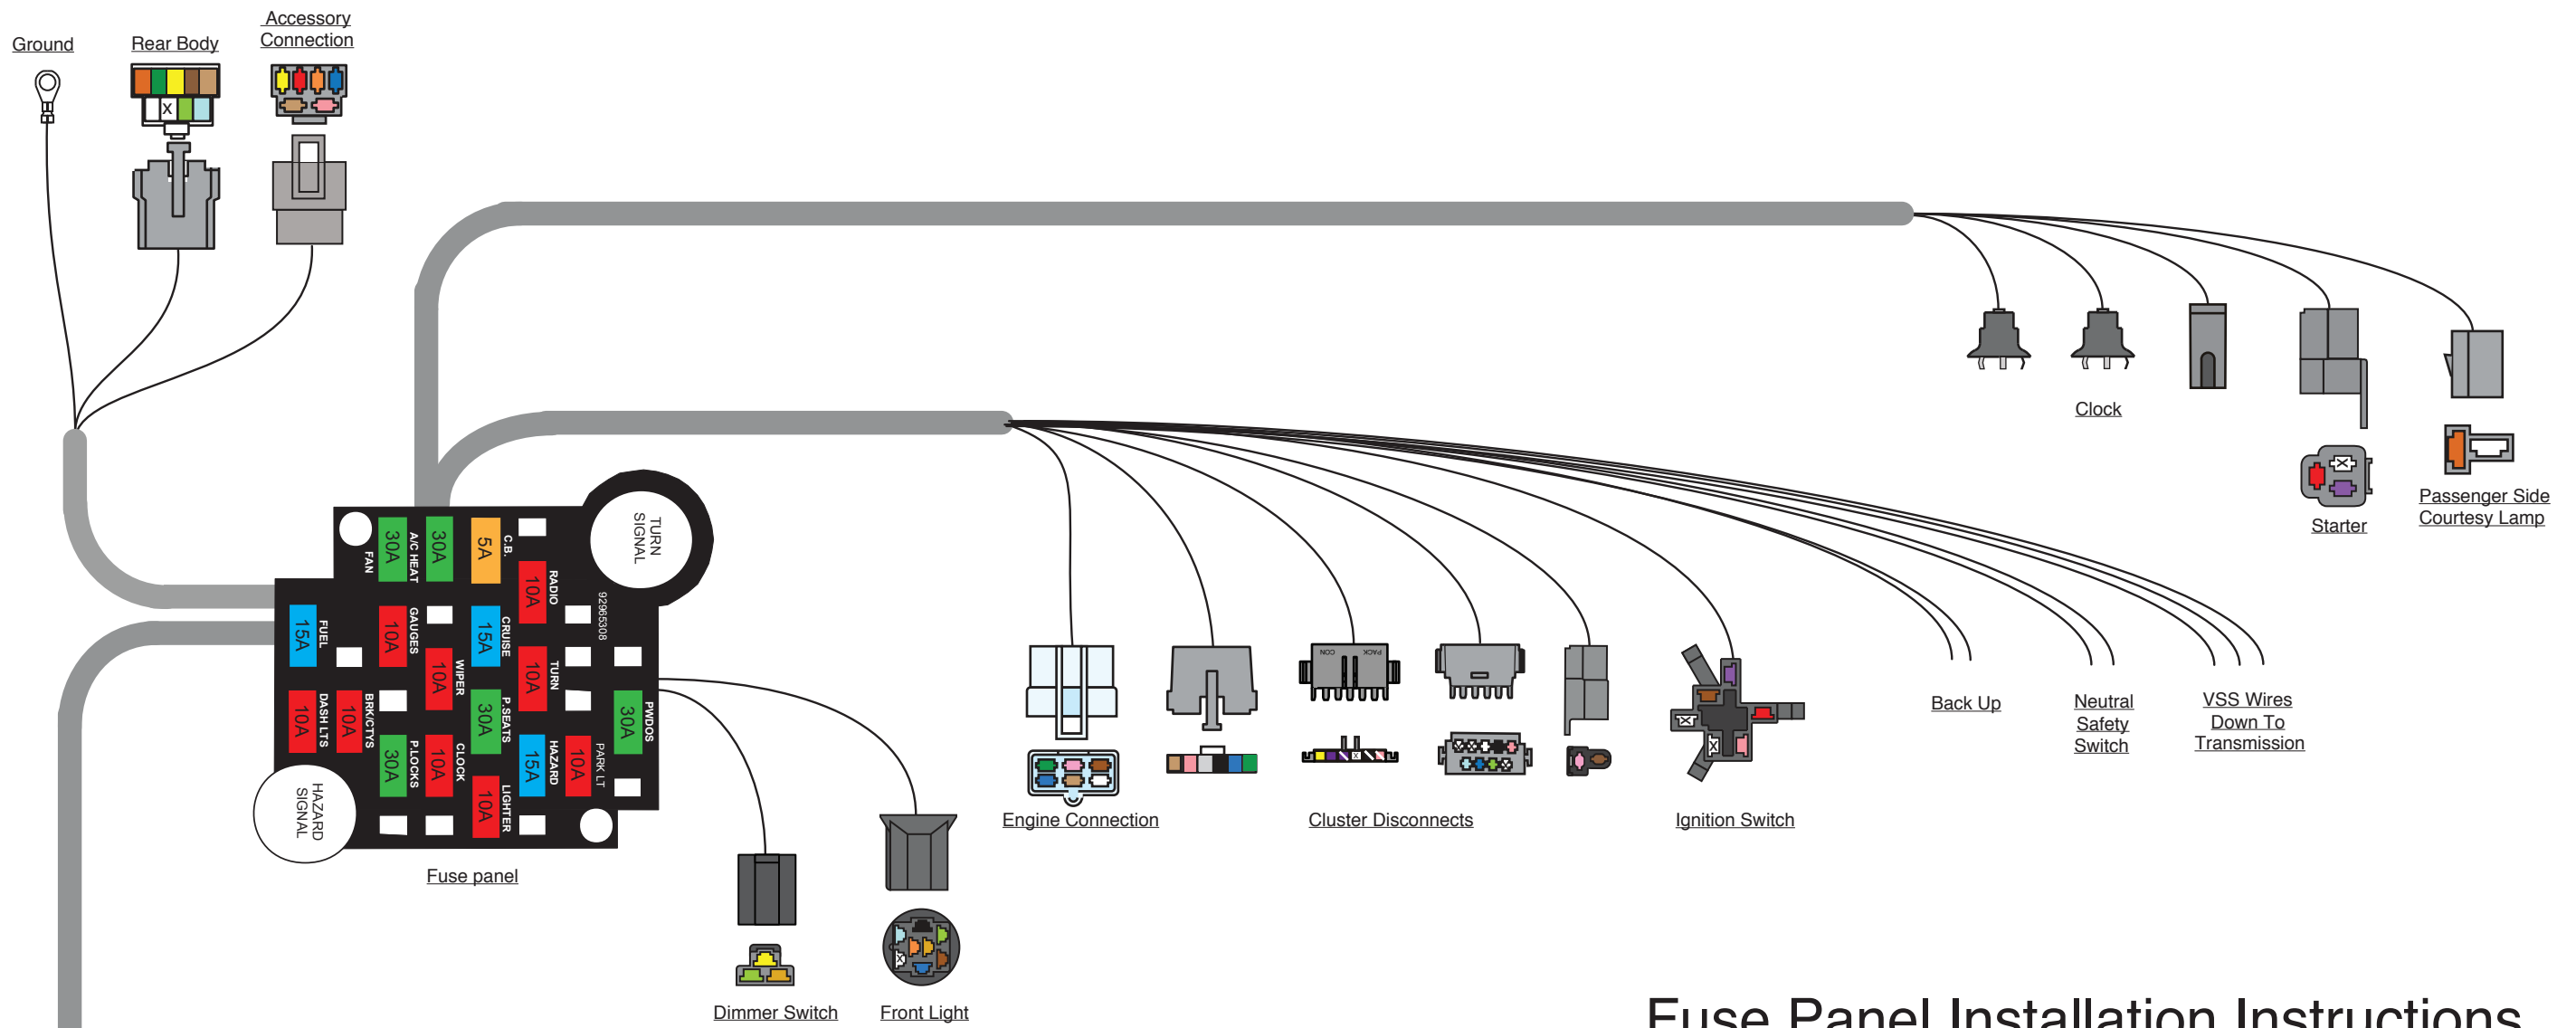 Ground
Rear Body
Accessory
Connection
X
Clock
X
Starter
Passenger Side
Courtesy Lamp
TURN
SIGNAL
30A
FAN
30A
A/C HEAT
5A
C.B.
10A
RADIO
92965308
15A
FUEL
10A
GAUGES
10A
WIPER
15A
CRUISE
10A
TURN
10A
DASH LTS
10A
BRK/CTYS
30A
P.LOCKS
10A
CLOCK
30A
P.SEATS
10A
LIGHTER
15A
HAZARD
10A
PARK LT
30A
PWDOS
HAZARD
SIGNAL
Fuse panel
CON PACK
X
X
X
Engine Connection
Cluster Disconnects
Ignition Switch
Back Up
Neutral
Safety
Switch
VSS Wires
Down To
Transmission
X
Dimmer Switch
Front Light
Fuse Panel Installation Instructions